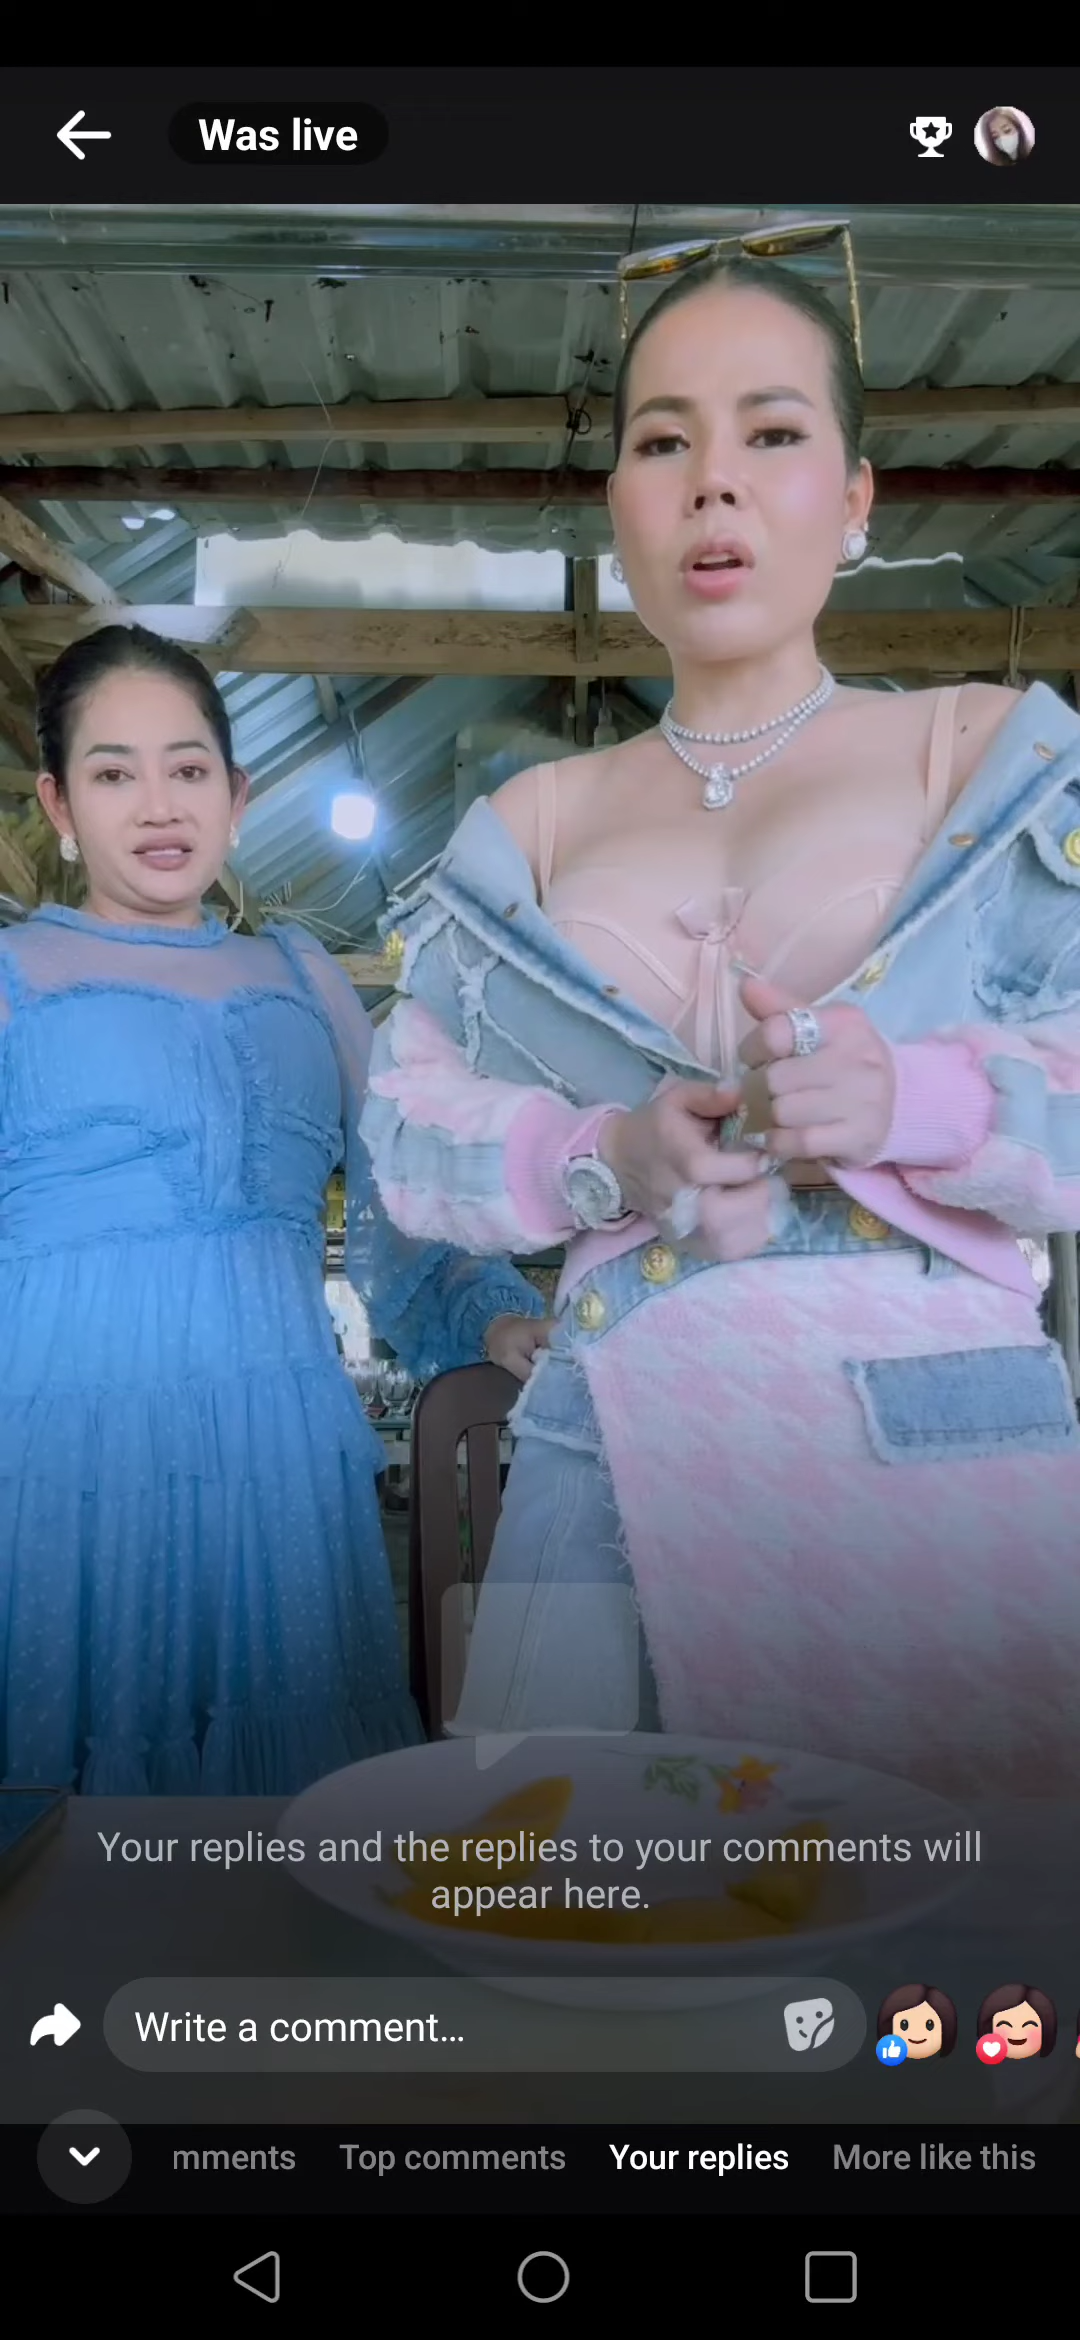 Was live
Your replies and the replies to your comments will
appear here.
Write a comment...
mments Top comments Your replies More like this